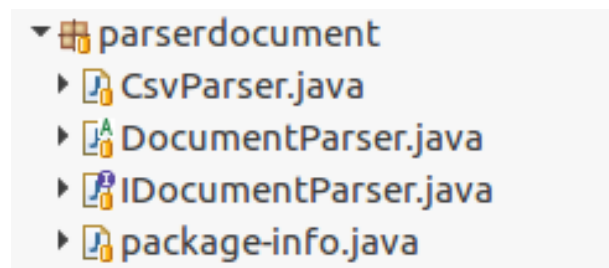 parserdocument
CsvParser.java
DocumentParser.java
IDocumentParser.java
package-info.java